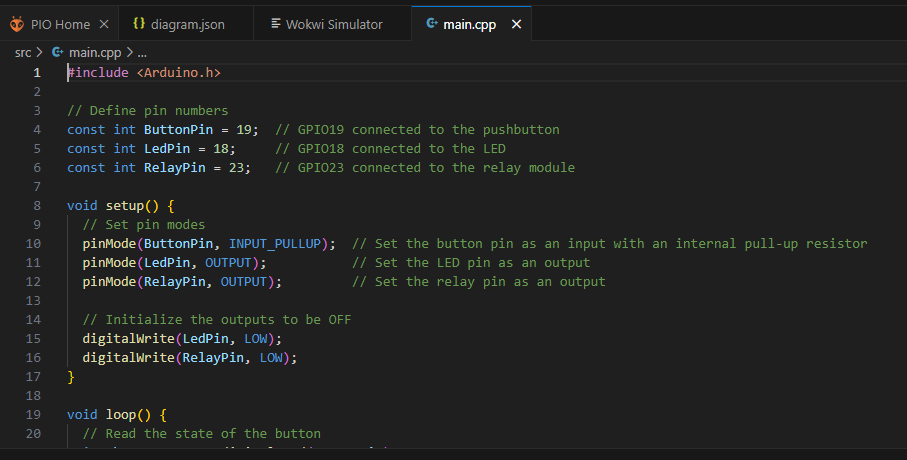 PIO Home
{} diagram.json
Wokwi Simulator
main.cpp
src > main.cpp > ...
1 #include <Arduino.h>
2
3 // Define pin numbers
4 const int ButtonPin = 19;  // GPIO19 connected to the pushbutton
5 const int LedPin = 18;     // GPIO18 connected to the LED
6 const int RelayPin = 23;   // GPIO23 connected to the relay module
7
8 void setup() {
9   // Set pin modes
10   pinMode(ButtonPin, INPUT_PULLUP);  // Set the button pin as an input with an internal pull-up resistor
11   pinMode(LedPin, OUTPUT);           // Set the LED pin as an output
12   pinMode(RelayPin, OUTPUT);         // Set the relay pin as an output
13
14   // Initialize the outputs to be OFF
15   digitalWrite(LedPin, LOW);
16   digitalWrite(RelayPin, LOW);
17 }
18
19 void loop() {
20   // Read the state of the button